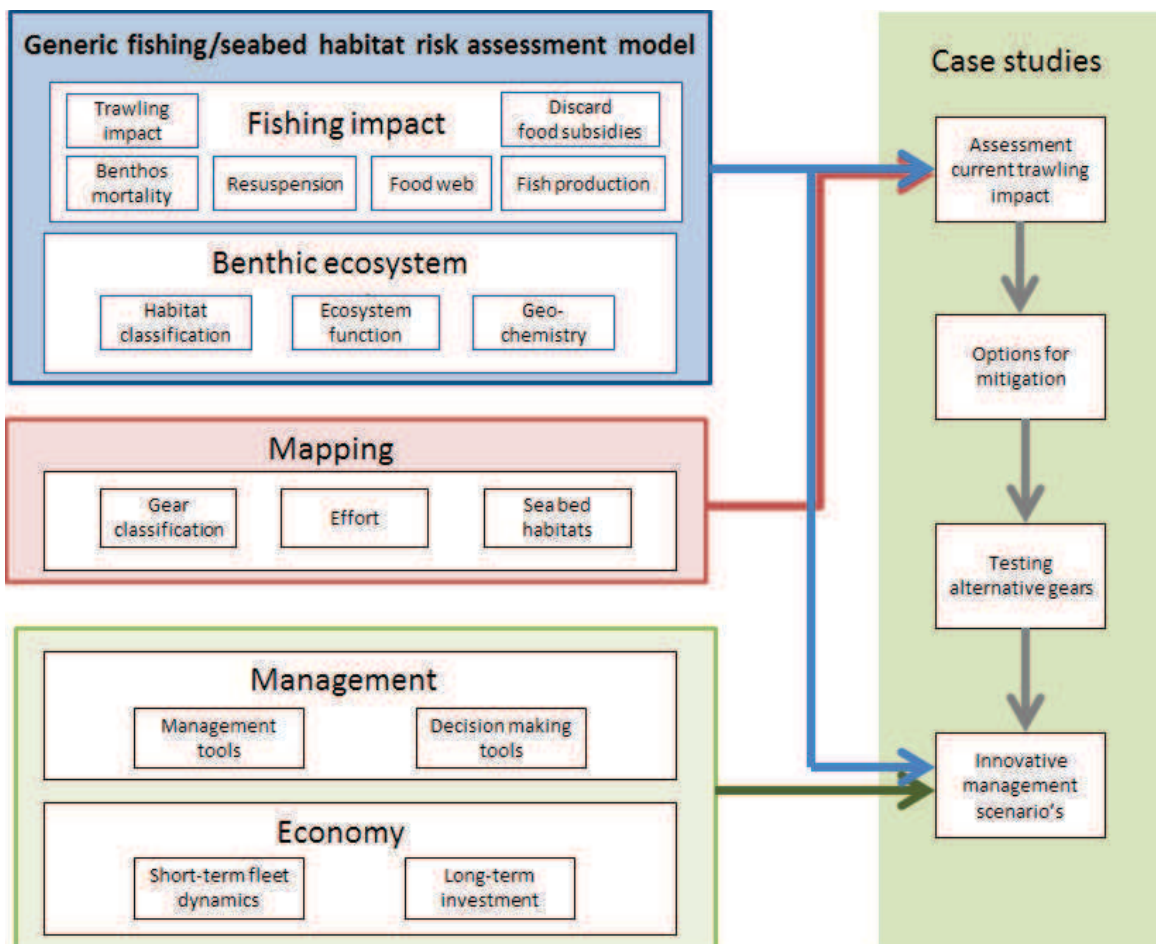 Generic fishing/seabed habitat risk assessment model
Trawling
impact
Fishing impact
Discard
food subsidies
Benthos
mortality
Resuspension
Food web
Fish production
Benthic ecosystem
Habitat
classification
Ecosystem
function
Geo-
chemistry
Mapping
Gear
classification
Effort
Sea bed
habitats
Management
Management
tools
Decision making
tools
Economy
Short-term fleet
dynamics
Long-term
investment
Case studies
Assessment
current trawling
impact
Options for
mitigation
Testing
alternative gears
Innovative
management
scenario's